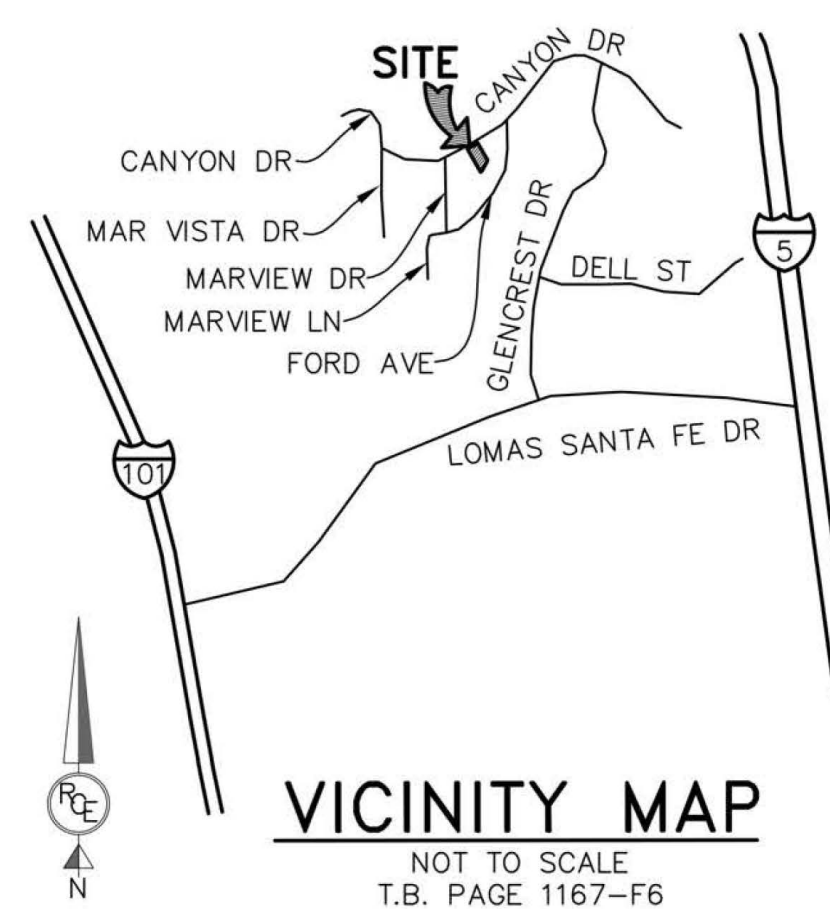 SITE
CANYON DR
CANYON DR
MAR VISTA DR
MARVIEW DR
MARVIEW LN
FORD AVE
GLENCREST DR
DELL ST
5
LOMAS SANTA FE DR
101
RCE
N
VICINITY MAP
NOT TO SCALE
T.B. PAGE 1167-F6